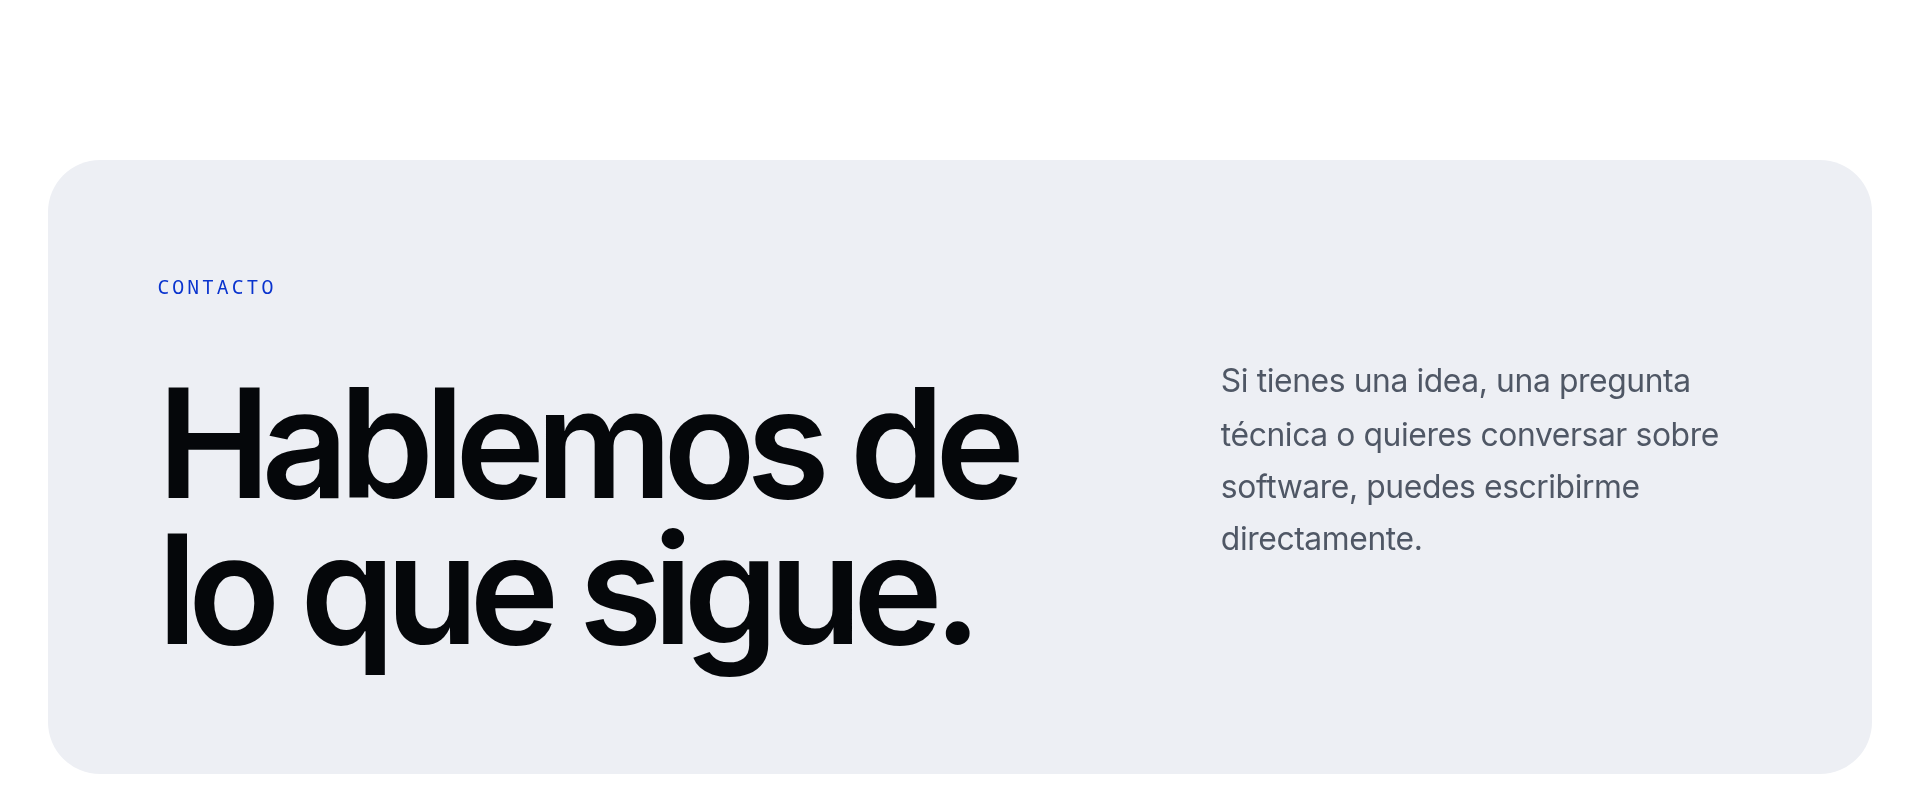 CONTACTO
Hablemos de
lo que sigue.
Si tienes una idea, una pregunta
técnica o quieres conversar sobre
software, puedes escribirme
directamente.